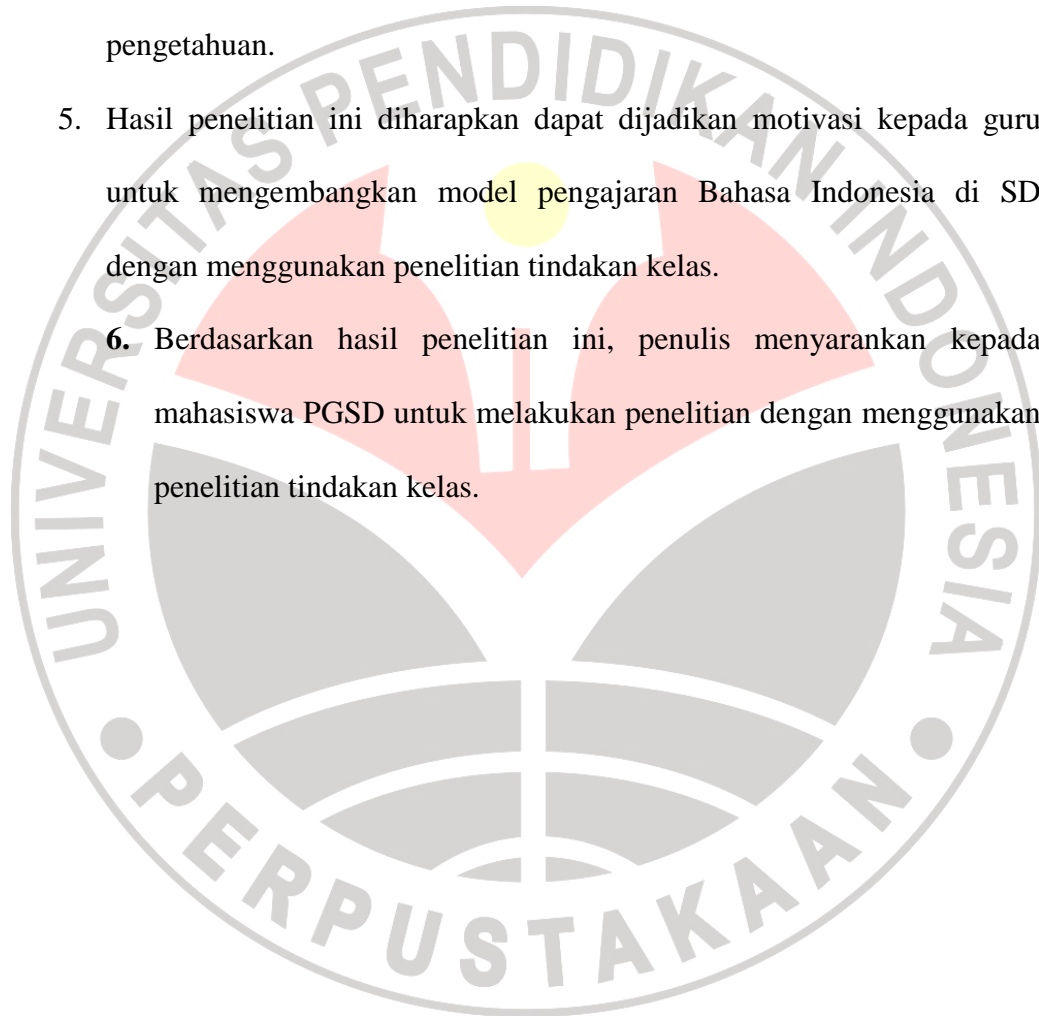 pengetahuan.
5. Hasil penelitian ini diharapkan dapat dijadikan motivasi kepada guru
untuk mengembangkan model pengajaran Bahasa Indonesia di SD
dengan menggunakan penelitian tindakan kelas.
6. Berdasarkan hasil penelitian ini, penulis menyarankan kepada
mahasiswa PGSD untuk melakukan penelitian dengan menggunakan
penelitian tindakan kelas.
UNIVERSITAS PENDIDIKAN INDONESIA
PERPUSTAKAAN